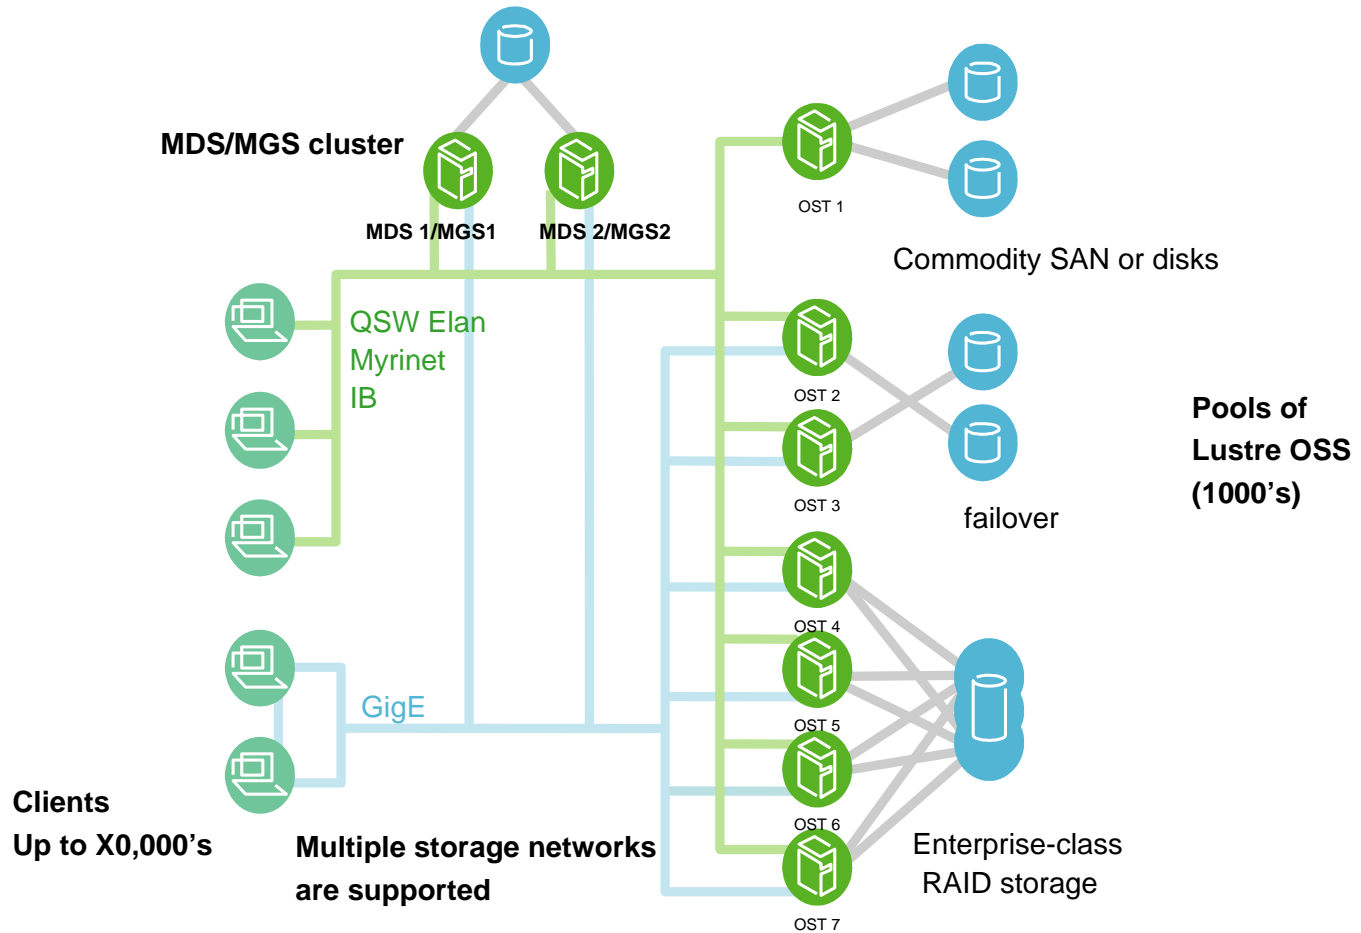 MDS/MGS cluster
MDS 1/MGS1
MDS 2/MGS2
OST 1
Commodity SAN or disks
QSW Elan
Myrinet
IB
OST 2
Pools of
Lustre OSS
(1000’s)
OST 3
failover
OST 4
GigE
OST 5
Clients
Up to X0,000’s
Multiple storage networks
are supported
OST 6
Enterprise-class
RAID storage
OST 7